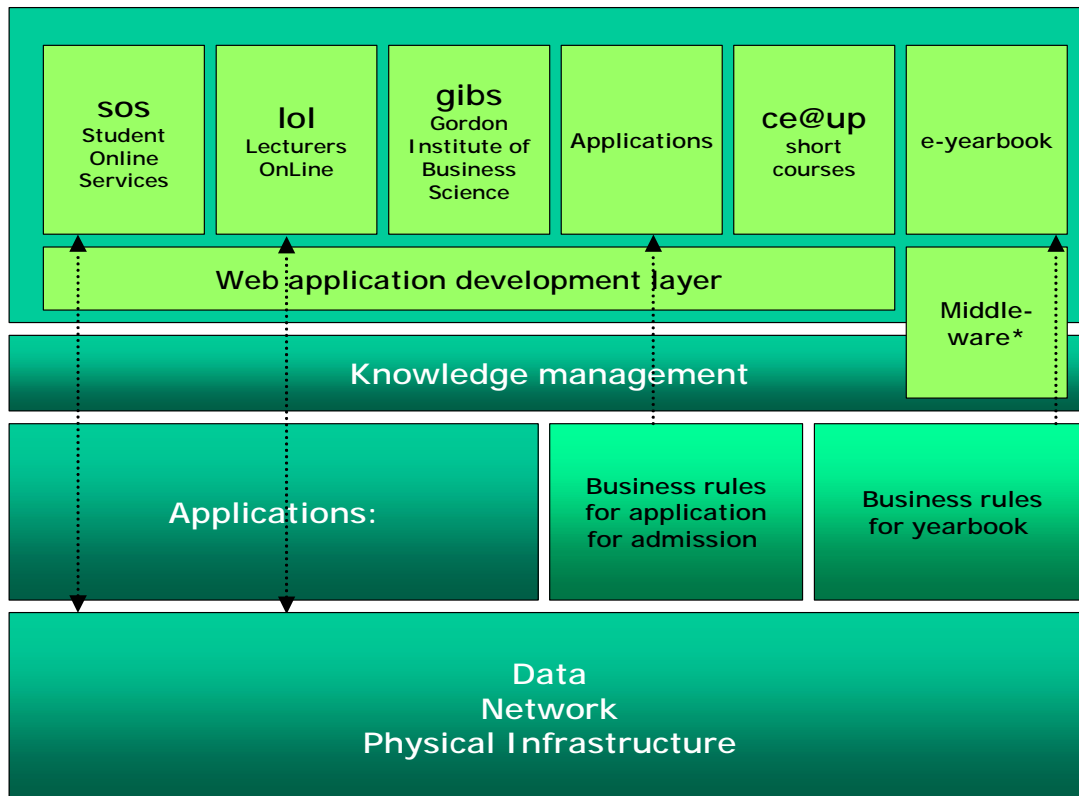 sos
Student
Online
Services
lol
Lecturers
OnLine
gibs
Gordon
Institute of
Business
Science
Applications
ce@up
short
courses
e-yearbook
Web application development layer
Middle-
ware*
Knowledge management
Applications:
Business rules
for application
for admission
Business rules
for yearbook
Data
Network
Physical Infrastructure